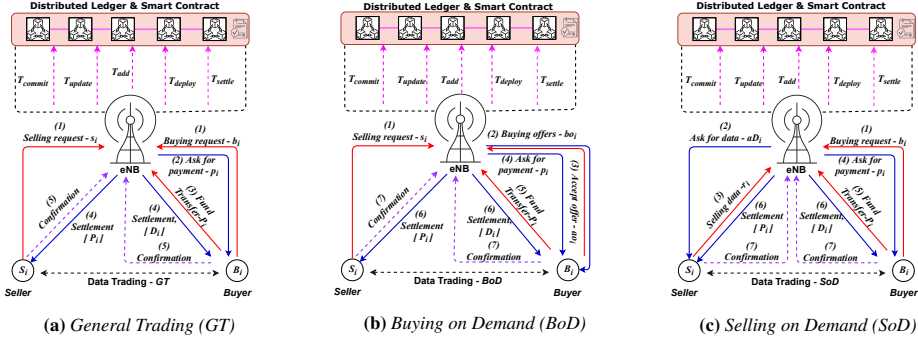 Distributed Ledger & Smart Contract
T_commit
T_update
T_add
T_deploy
T_settle
(1)
Selling request - s_i
(1)
Buying request - b_i
(2) Ask for
payment - p_i
eNB
(5)
Confirmation
(4)
Settlement
[ P_i ]
(3) Fund
Transfer-P_i
(4)
Settlement,
[ D_i ]
(5)
Confirmation
S_i
B_i
Data Trading - GT
Seller
Buyer
(a) General Trading (GT)
Distributed Ledger & Smart Contract
T_commit
T_update
T_add
T_deploy
T_settle
(1)
Selling request - s_i
(2) Buying offers - bo_i
(4) Ask for
payment - p_i
(3) Accept offer - ao_i
eNB
(7)
Confirmation
(6)
Settlement
[ P_i ]
(5) Fund
Transfer-P_i
(6)
Settlement,
[ D_i ]
(7)
Confirmation
S_i
B_i
Data Trading - BoD
Seller
Buyer
(b) Buying on Demand (BoD)
Distributed Ledger & Smart Contract
T_commit
T_update
T_add
T_deploy
T_settle
(2)
Ask for data - aD_i
(1)
Buying request - b_i
(4) Ask for
payment - p_i
eNB
(3)
Selling data -r_i
(6)
Settlement
[ P_i ]
(5) Fund
Transfer-P_i
(6)
Settlement,
[ D_i ]
(7)
Confirmation
(7)
Confirmation
S_i
B_i
Data Trading - SoD
Seller
Buyer
(c) Selling on Demand (SoD)